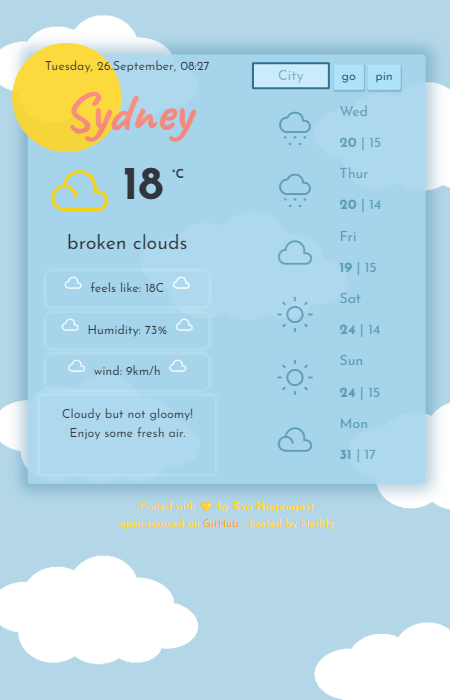 Tuesday, 26.September, 08:27
Sydney
18 °C
broken clouds
feels like: 18C
Humidity: 73%
wind: 9km/h
Cloudy but not gloomy!
Enjoy some fresh air.
City go pin
Wed
20 | 15
Thur
20 | 14
Fri
19 | 15
Sat
24 | 14
Sun
24 | 15
Mon
31 | 17
Coded with 💛 by Eva Nagengast
open-sourced on GitHub - hosted by Netlify